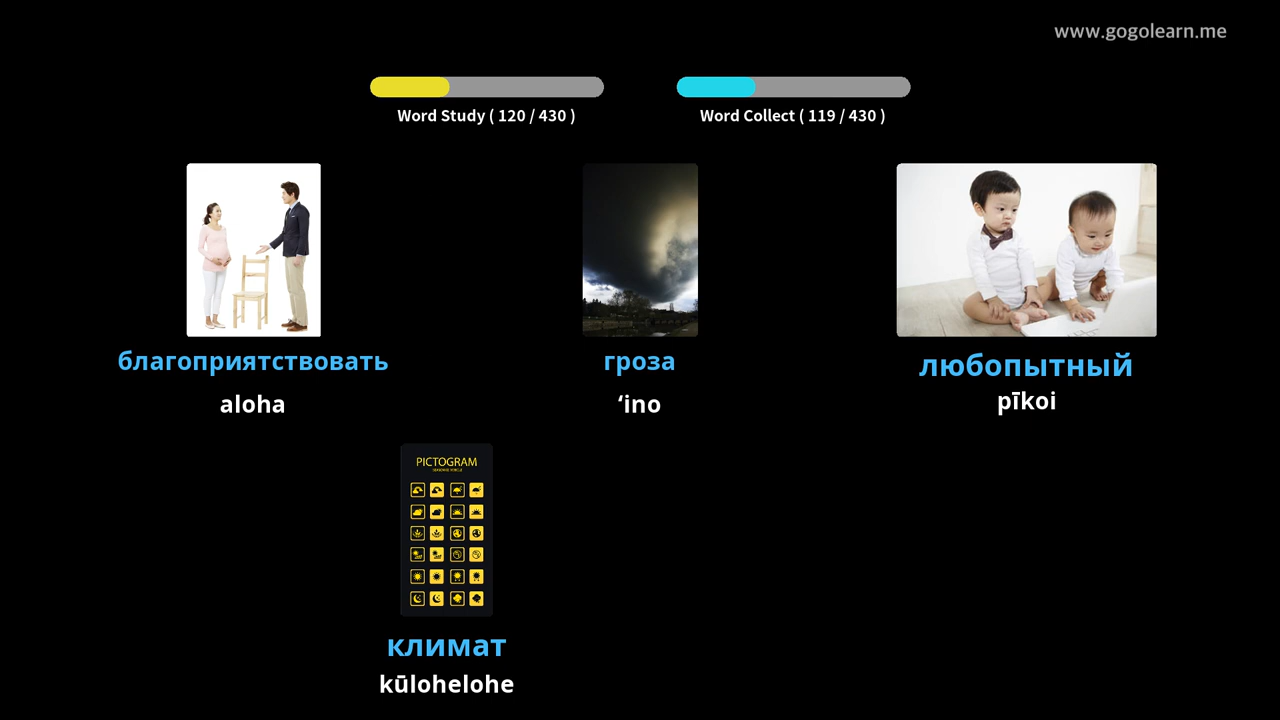 www.gogolearn.me
Word Study ( 120 / 430 )
Word Collect ( 119 / 430 )
благоприятствовать
гроза
любопытный
aloha
ʻino
pīkoi
PICTOGRAM
климат
kūlohelohe